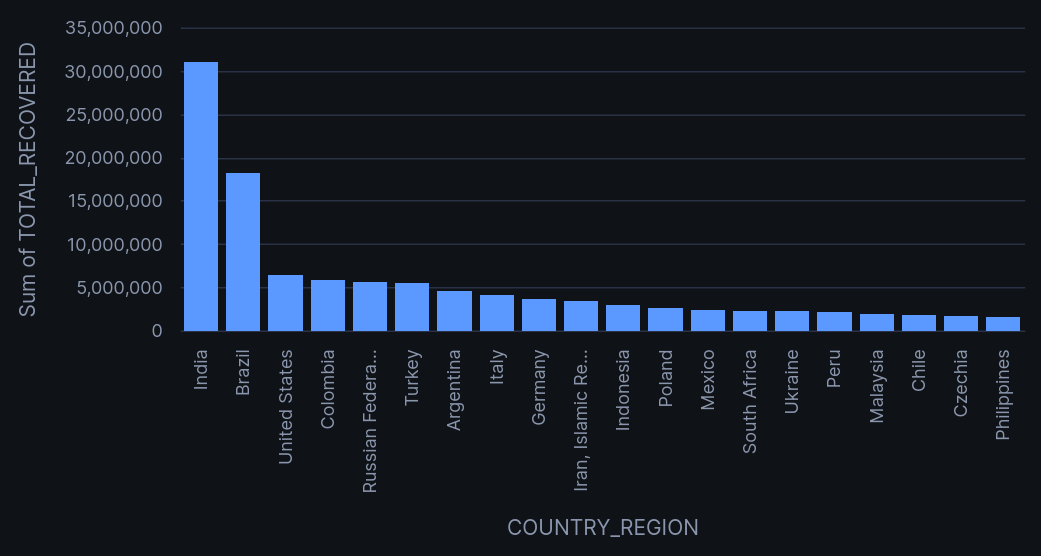 35,000,000
30,000,000
25,000,000
20,000,000
15,000,000
10,000,000
5,000,000
0
Sum of TOTAL_RECOVERED
India
Brazil
United States
Colombia
Russian Federa...
Turkey
Argentina
Italy
Germany
Iran, Islamic Re...
Indonesia
Poland
Mexico
South Africa
Ukraine
Peru
Malaysia
Chile
Czechia
Philippines
COUNTRY_REGION